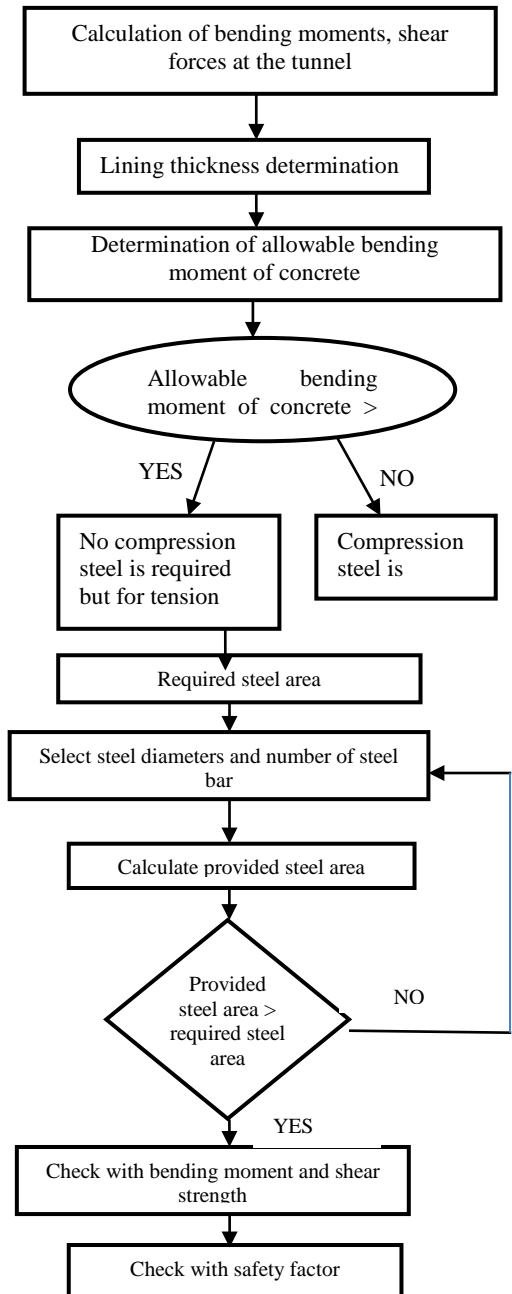 Calculation of bending moments, shear
forces at the tunnel
Lining thickness determination
Determination of allowable bending
moment of concrete
Allowable bending
moment of concrete >
YES
NO
No compression
steel is required
but for tension
Compression
steel is
Required steel area
Select steel diameters and number of steel
bar
Calculate provided steel area
Provided
steel area >
required steel
area
NO
YES
Check with bending moment and shear
strength
Check with safety factor